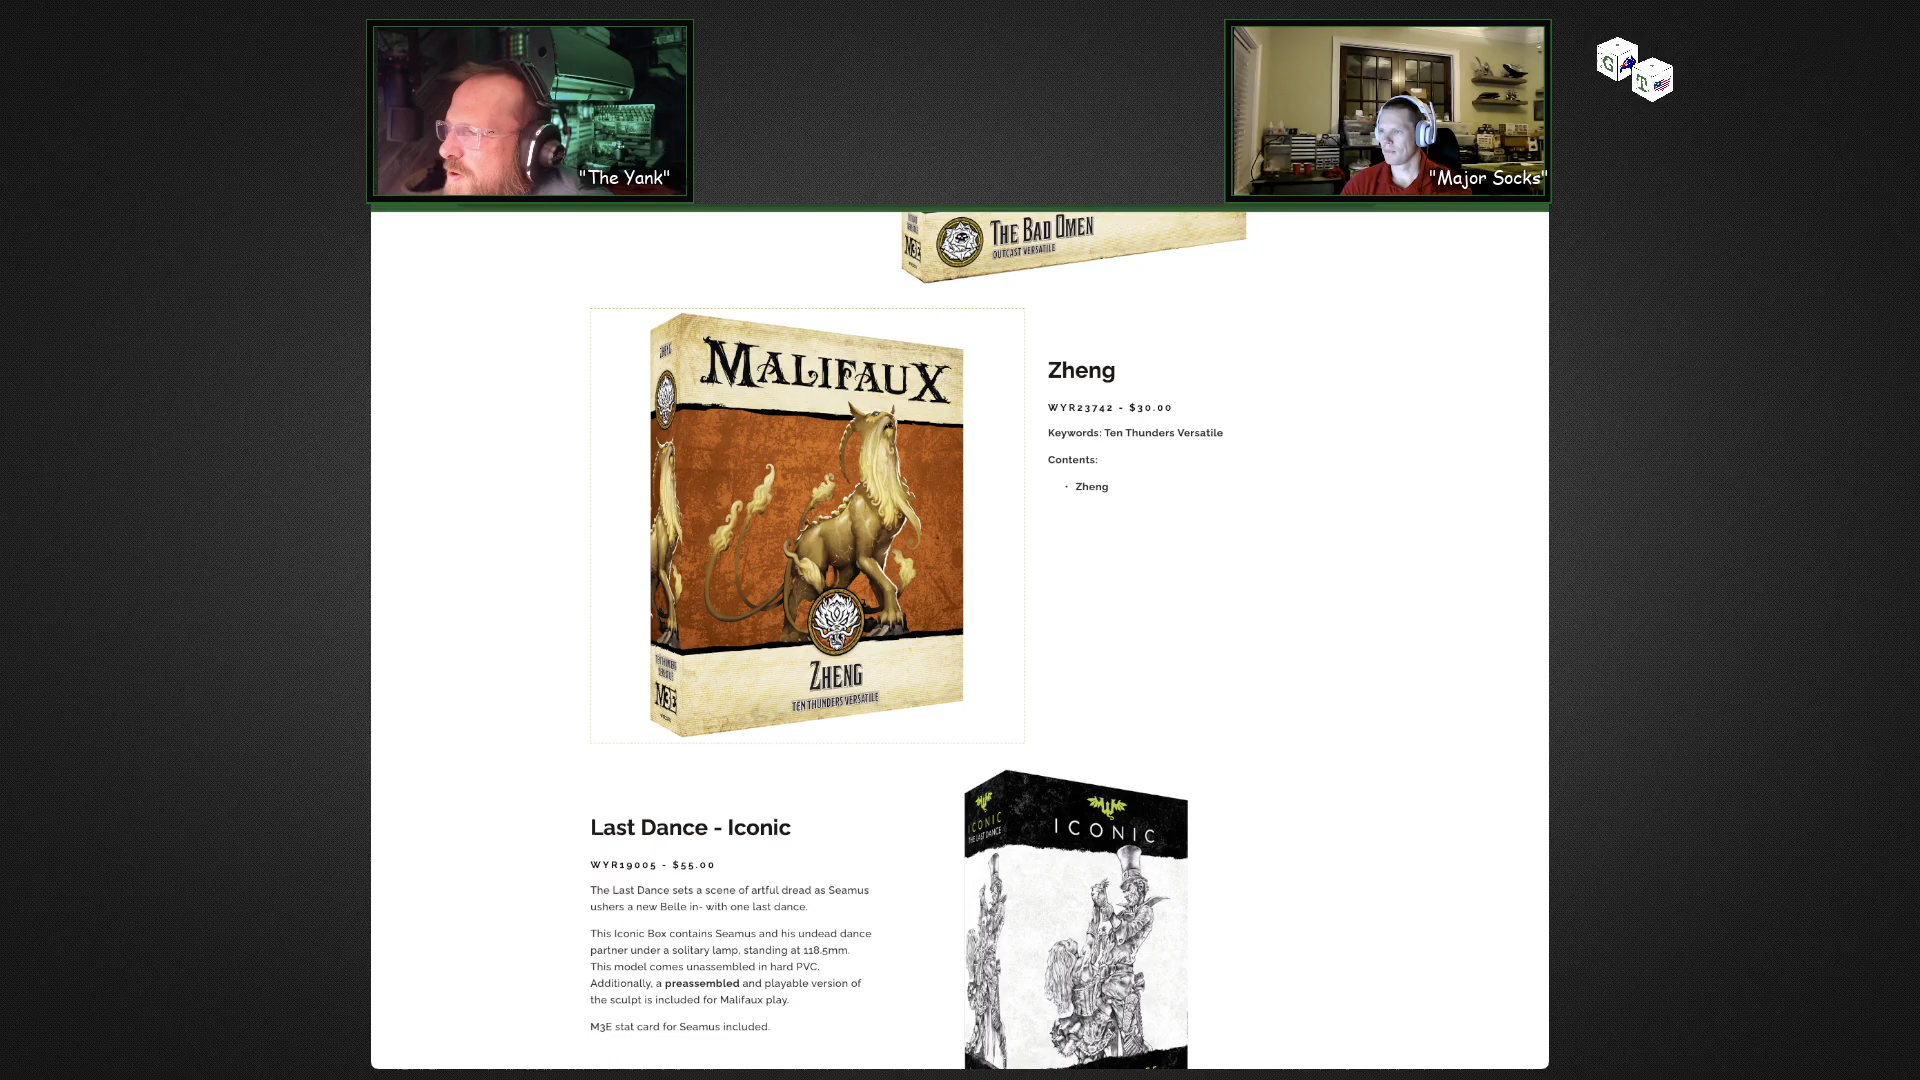 "The Yank"
"Major Socks"
G
T
THE BAD OMEN
OUTCAST VERSATILE
M3E
MALIFAUX
ZHENG
TEN THUNDERS VERSATILE
M3E
Zheng
WYR23742 - $30.00
Keywords: Ten Thunders Versatile
Contents:
• Zheng
Last Dance - Iconic
WYR19005 - $55.00
The Last Dance sets a scene of artful dread as Seamus
ushers a new Belle in- with one last dance.
This Iconic Box contains Seamus and his undead dance
partner under a solitary lamp, standing at 118.5mm.
This model comes unassembled in hard PVC.
Additionally, a preassembled and playable version of
the sculpt is included for Malifaux play.
M3E stat card for Seamus included.
ICONIC
THE LAST DANCE
ICONIC